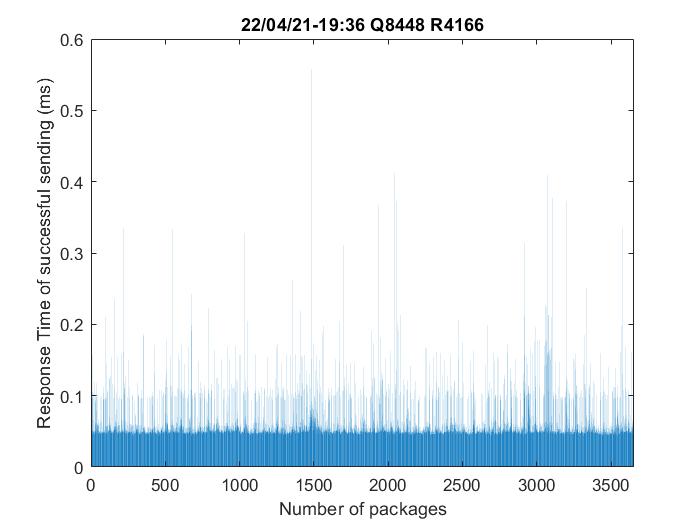 22/04/21-19:36 Q8448 R4166
0.6
0.5
0.4
0.3
0.2
0.1
0
Response Time of successful sending (ms)
0 500 1000 1500 2000 2500 3000 3500
Number of packages